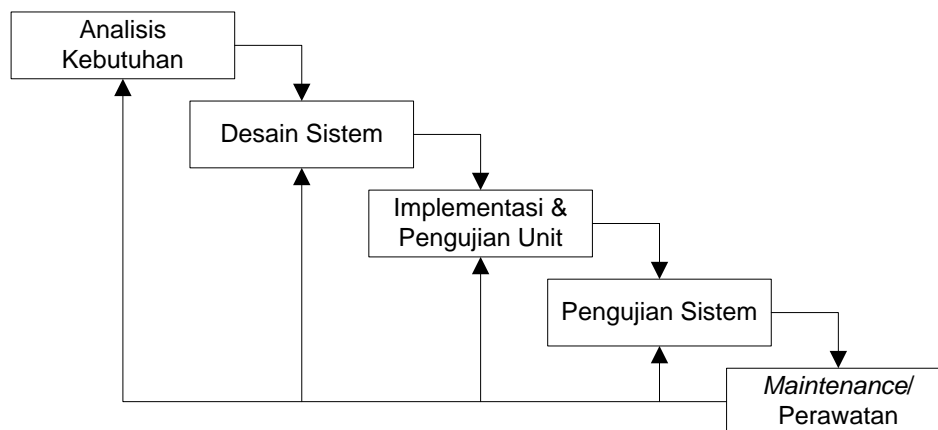 Analisis
Kebutuhan
Desain Sistem
Implementasi &
Pengujian Unit
Pengujian Sistem
Maintenance/
Perawatan